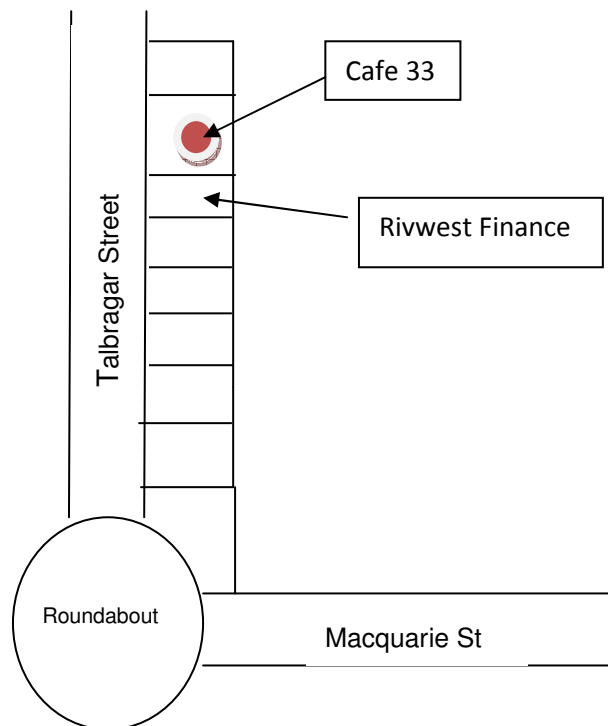 Cafe 33
Rivwest Finance
Talbragar Street
Roundabout
Macquarie St